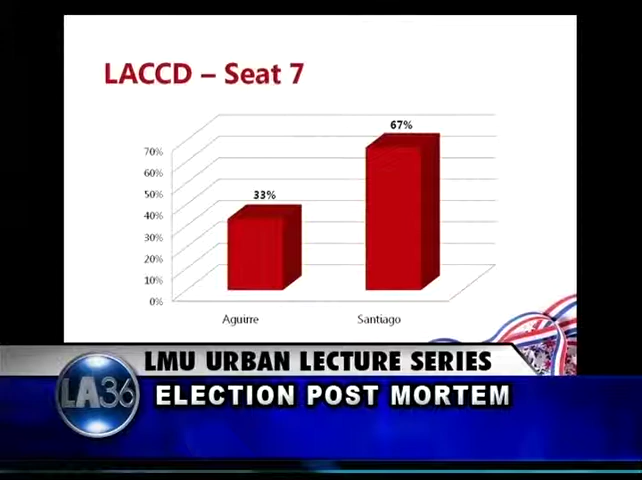 LACCD – Seat 7
67%
33%
70%
60%
50%
40%
30%
20%
10%
0%
Aguirre
Santiago
LMU URBAN LECTURE SERIES
LA36
ELECTION POST MORTEM